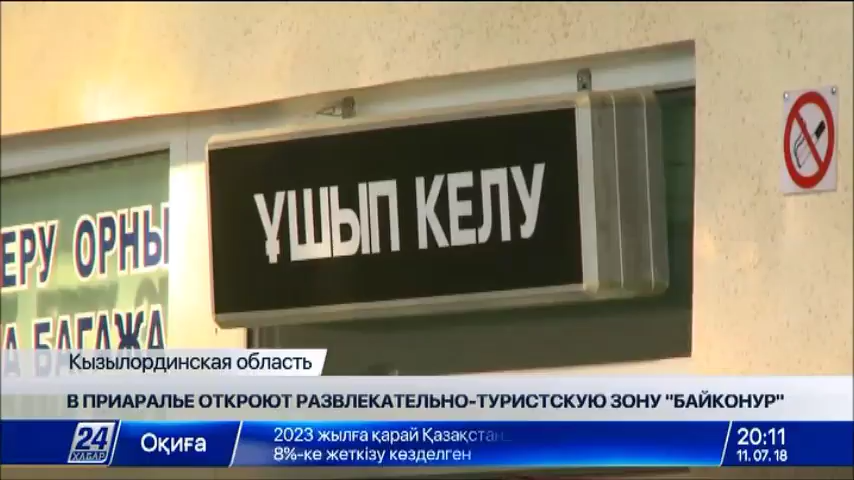 ҰШЫП КЕЛУ
ЕРУ ОРНЫ
А БАГАЖА
Кызылординская область
В ПРИАРАЛЬЕ ОТКРОЮТ РАЗВЛЕКАТЕЛЬНО-ТУРИСТСКУЮ ЗОНУ "БАЙКОНУР"
24
ХАБАР
Оқиға
2023 жылға қарай Қазақстан...
8%-ке жеткізу көзделген
20:11
11.07.18